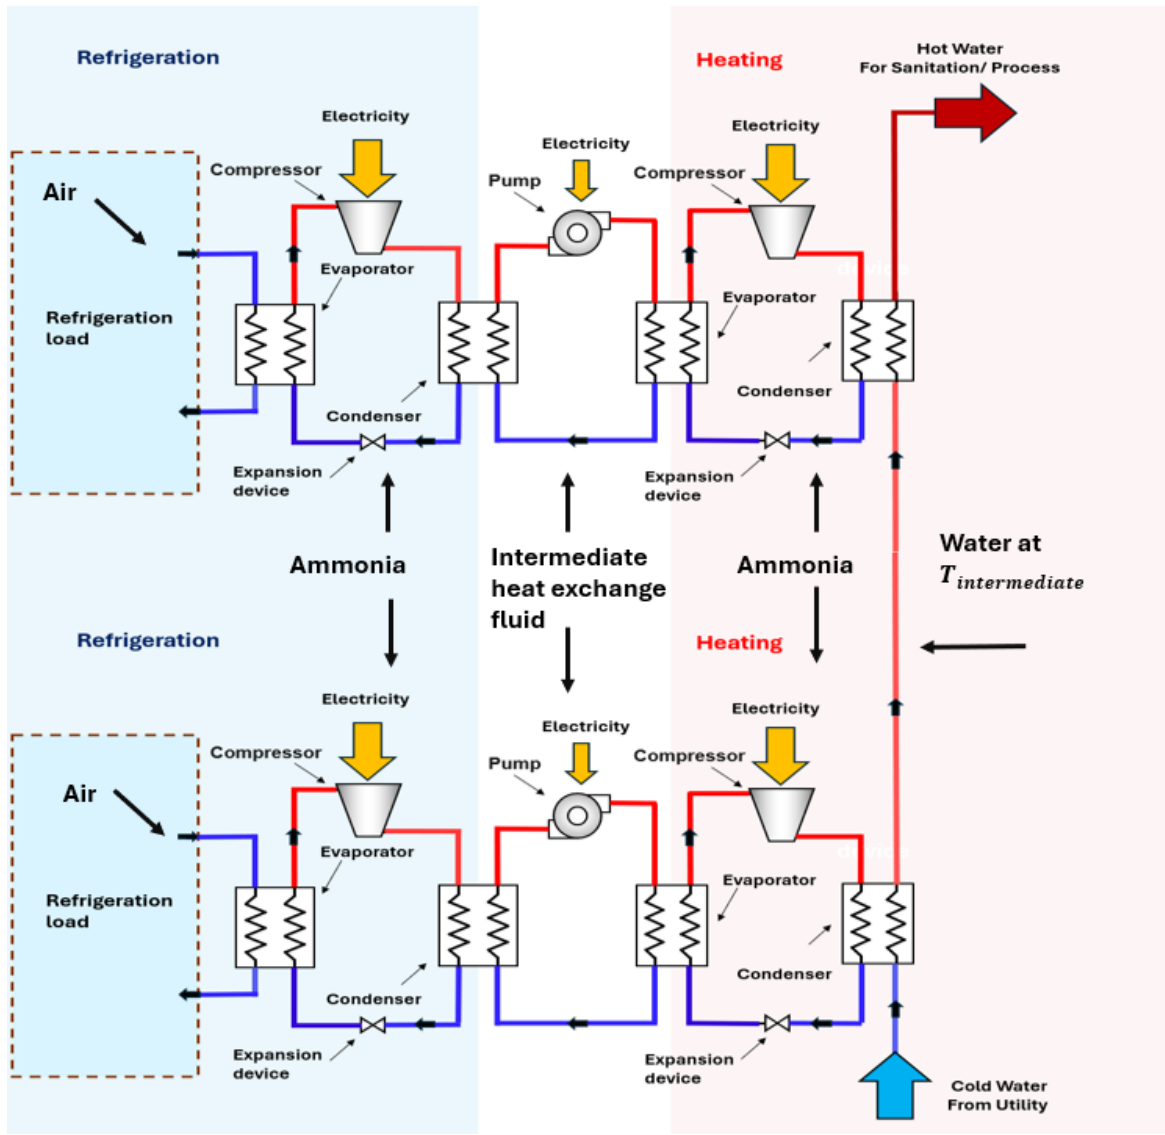 Refrigeration
Heating
Hot Water
For Sanitation/ Process
Electricity
Electricity
Electricity
Compressor
Pump
Compressor
Air
Evaporator
device
Evaporator
Refrigeration
load
Condenser
Condenser
Expansion
device
Expansion
device
Ammonia
Intermediate
heat exchange
fluid
Ammonia
Water at
T intermediate
Refrigeration
Heating
Electricity
Electricity
Electricity
Compressor
Pump
Compressor
Air
Evaporator
device
Evaporator
Refrigeration
load
Condenser
Condenser
Expansion
device
Expansion
device
Cold Water
From Utility